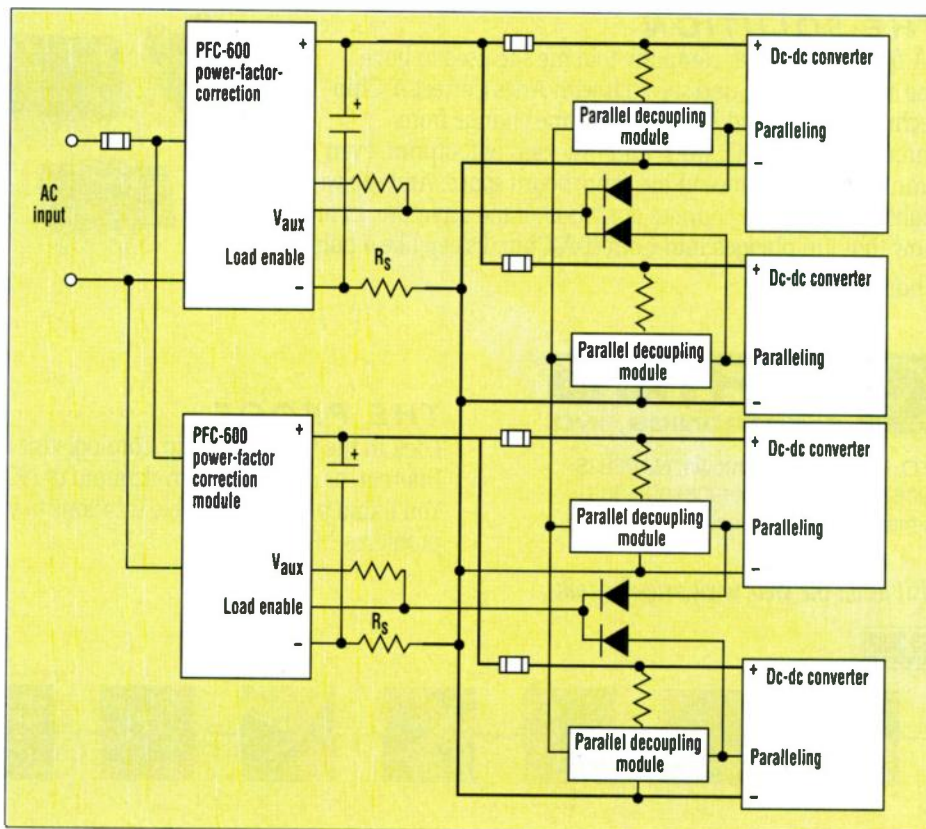 PFC-600
power-factor-
correction
+
+
AC
input
Vaux
Load enable
RS
−
+
Dc-dc converter
Parallel decoupling
module
Paralleling
−
+
Dc-dc converter
Parallel decoupling
module
Paralleling
−
PFC-600
power-factor
correction
module
+
+
Vaux
Load enable
RS
−
+
Dc-dc converter
Parallel decoupling
module
Paralleling
−
+
Dc-dc converter
Parallel decoupling
module
Paralleling
−